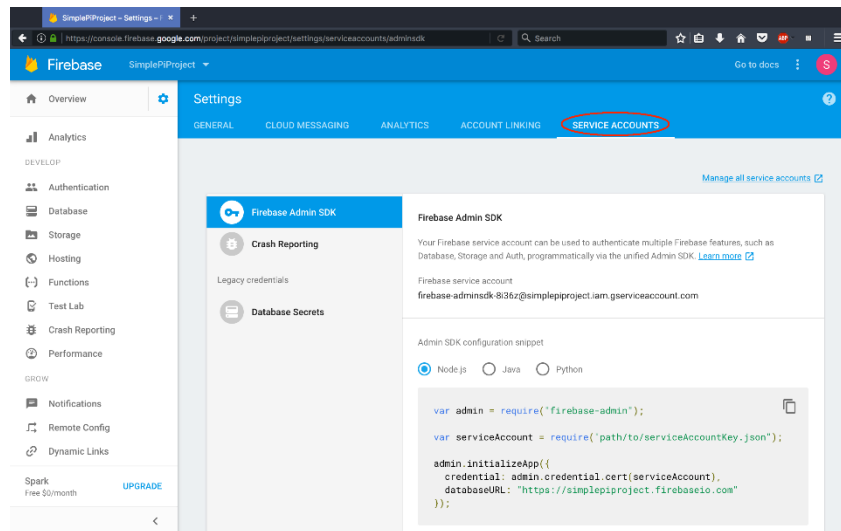 SimplePiProject – Settings – F
https://console.firebase.google.com/project/simplepiproject/settings/serviceaccounts/adminsdk
Search
ABP
Firebase
SimplePiProject
Go to docs
S
Overview
Settings
GENERAL
CLOUD MESSAGING
ANALYTICS
ACCOUNT LINKING
SERVICE ACCOUNTS
Analytics
DEVELOP
Authentication
Database
Storage
Hosting
Functions
Test Lab
Crash Reporting
Performance
GROW
Notifications
Remote Config
Dynamic Links
Spark
Free $0/month
UPGRADE
Manage all service accounts
Firebase Admin SDK
Crash Reporting
Legacy credentials
Database Secrets
Firebase Admin SDK
Your Firebase service account can be used to authenticate multiple Firebase features, such as
Database, Storage and Auth, programmatically via the unified Admin SDK. Learn more
Firebase service account
firebase-adminsdk-8i36z@simplepiproject.iam.gserviceaccount.com
Admin SDK configuration snippet
Node.js
Java
Python
var admin = require("firebase-admin");
var serviceAccount = require("path/to/serviceAccountKey.json");
admin.initializeApp({
credential: admin.credential.cert(serviceAccount),
databaseURL: "https://simplepiproject.firebaseio.com"
});